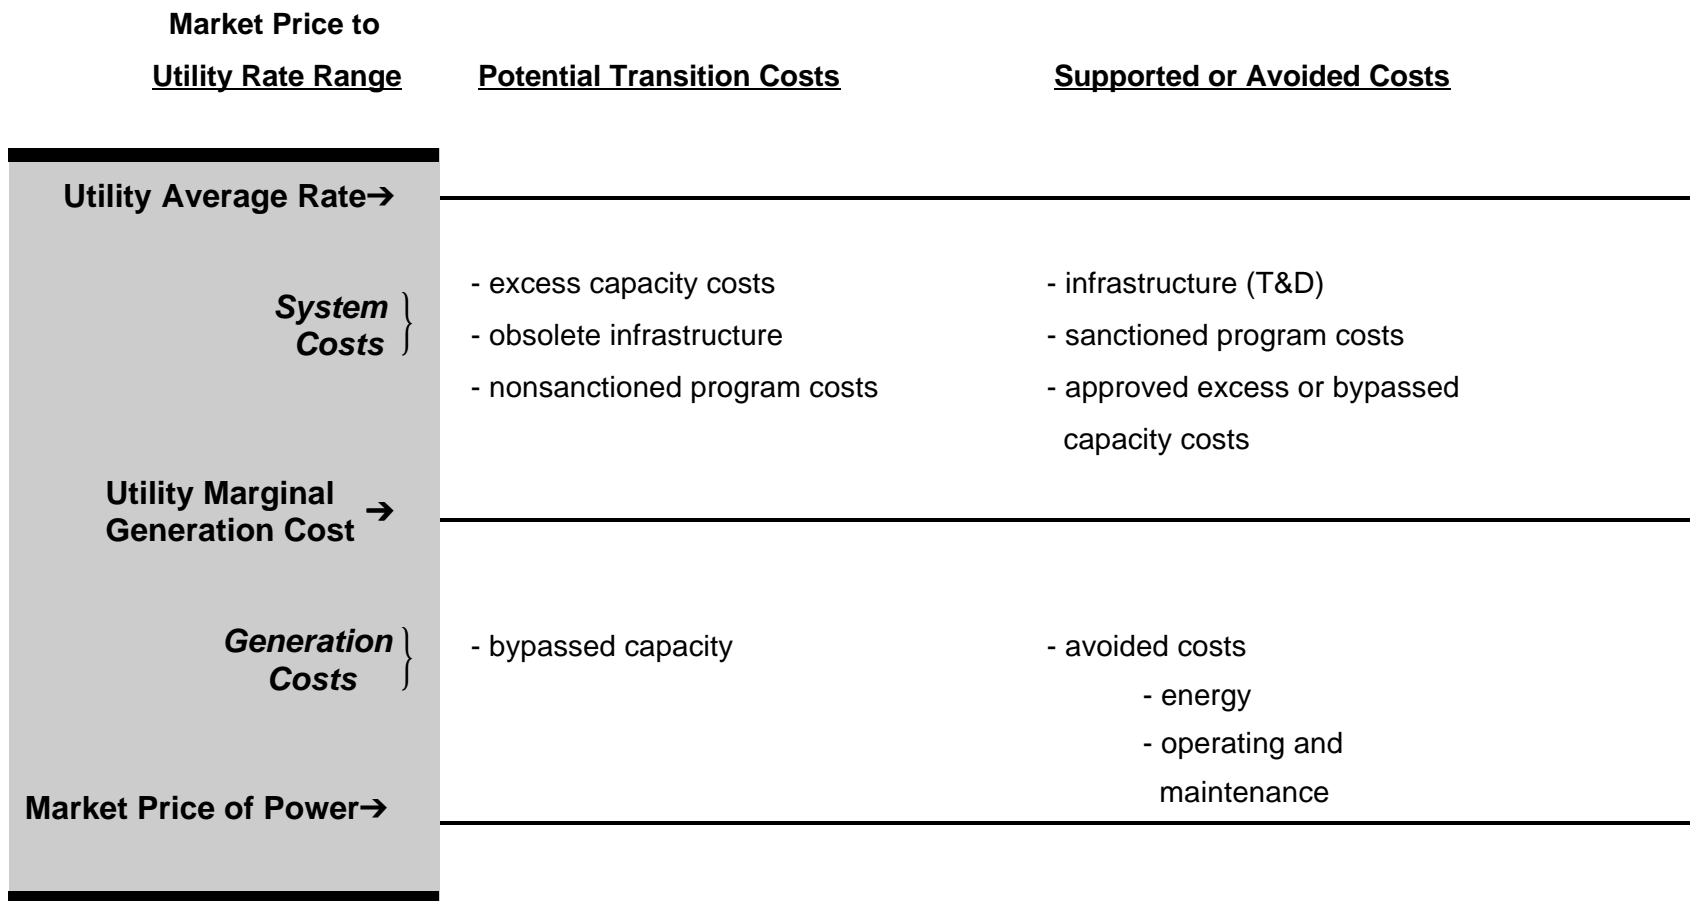 Market Price to
Utility Rate Range
Potential Transition Costs
Supported or Avoided Costs
Utility Average Rate➔
System
Costs
- excess capacity costs
- obsolete infrastructure
- nonsanctioned program costs
- infrastructure (T&D)
- sanctioned program costs
- approved excess or bypassed
capacity costs
Utility Marginal
Generation Cost ➔
Generation
Costs
- bypassed capacity
- avoided costs
- energy
- operating and
maintenance
Market Price of Power➔